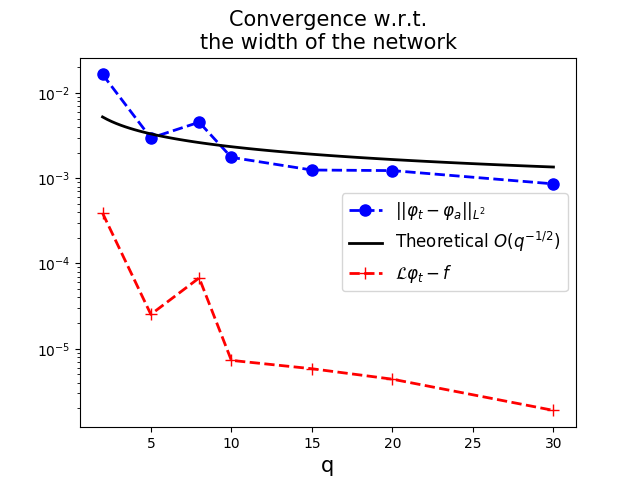 Convergence w.r.t.
the width of the network
10⁻²
10⁻³
10⁻⁴
10⁻⁵
||φₜ − φₐ||_{L²}
Theoretical O(q^{−1/2})
ℒφₜ − f
5 10 15 20 25 30
q